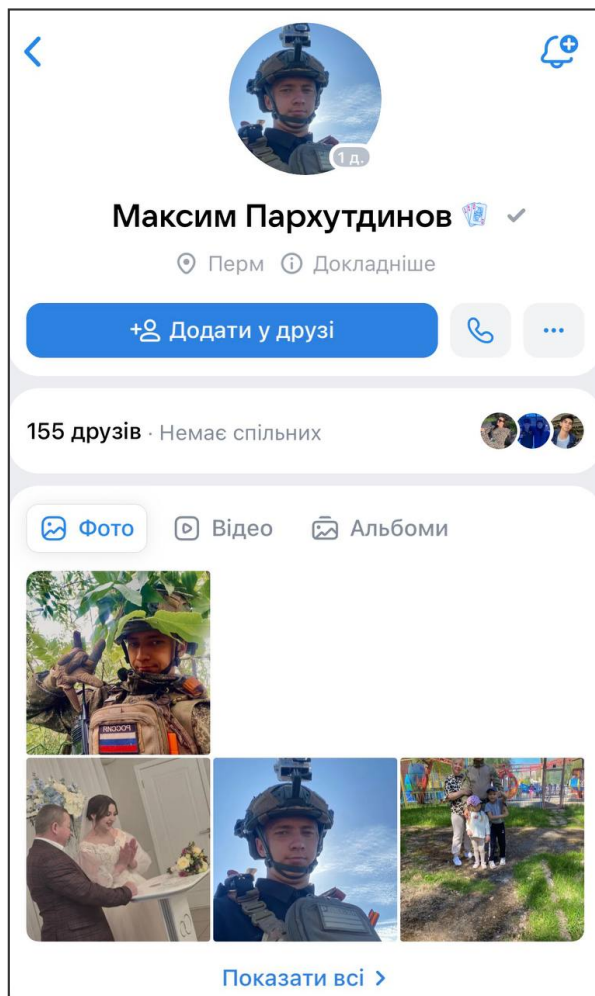 1 д.
Максим Пархутдинов
Перм Докладніше
Додати у друзі
155 друзів · Немає спільних
Фото Відео Альбоми
РОССИЯ
Показати всі